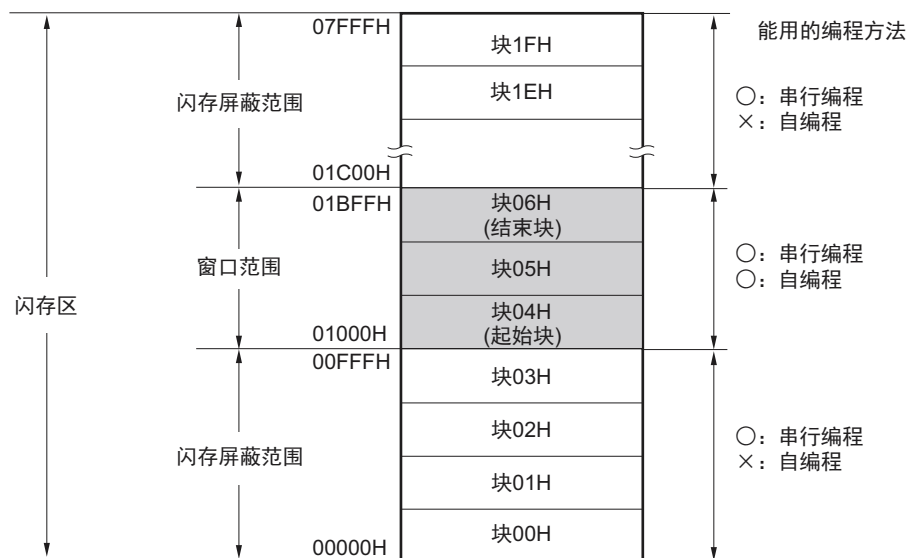 07FFFH
块1FH
能用的编程方法
块1EH
闪存屏蔽范围
○：串行编程
×：自编程
01C00H
01BFFH
块06H
(结束块)
窗口范围
块05H
○：串行编程
○：自编程
闪存区
块04H
(起始块)
01000H
00FFFH
块03H
块02H
闪存屏蔽范围
○：串行编程
×：自编程
块01H
块00H
00000H